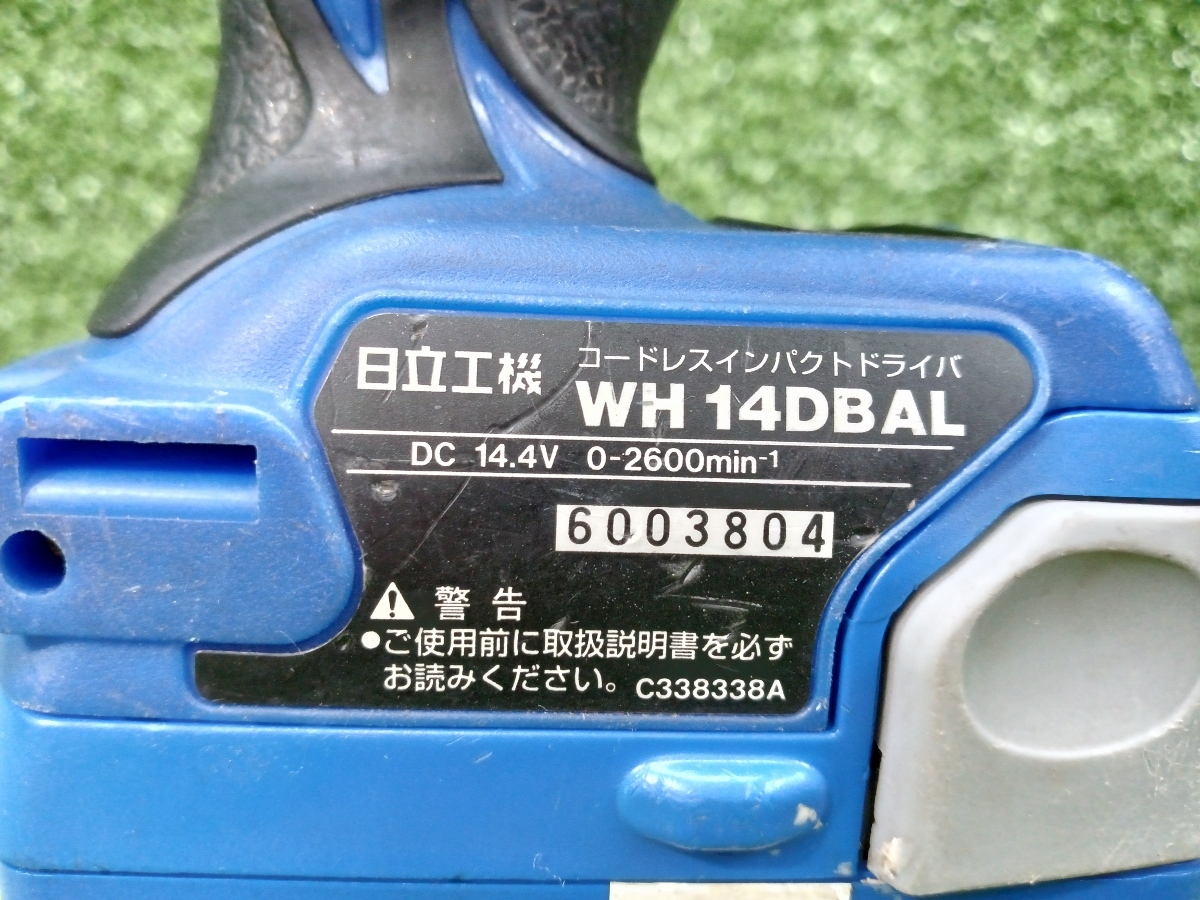 日立工機
コードレスインパクトドライバ
WH 14DBAL
DC 14.4V 0-2600min⁻¹
6003804
警告
●ご使用前に取扱説明書を必ず
お読みください。
C338338A